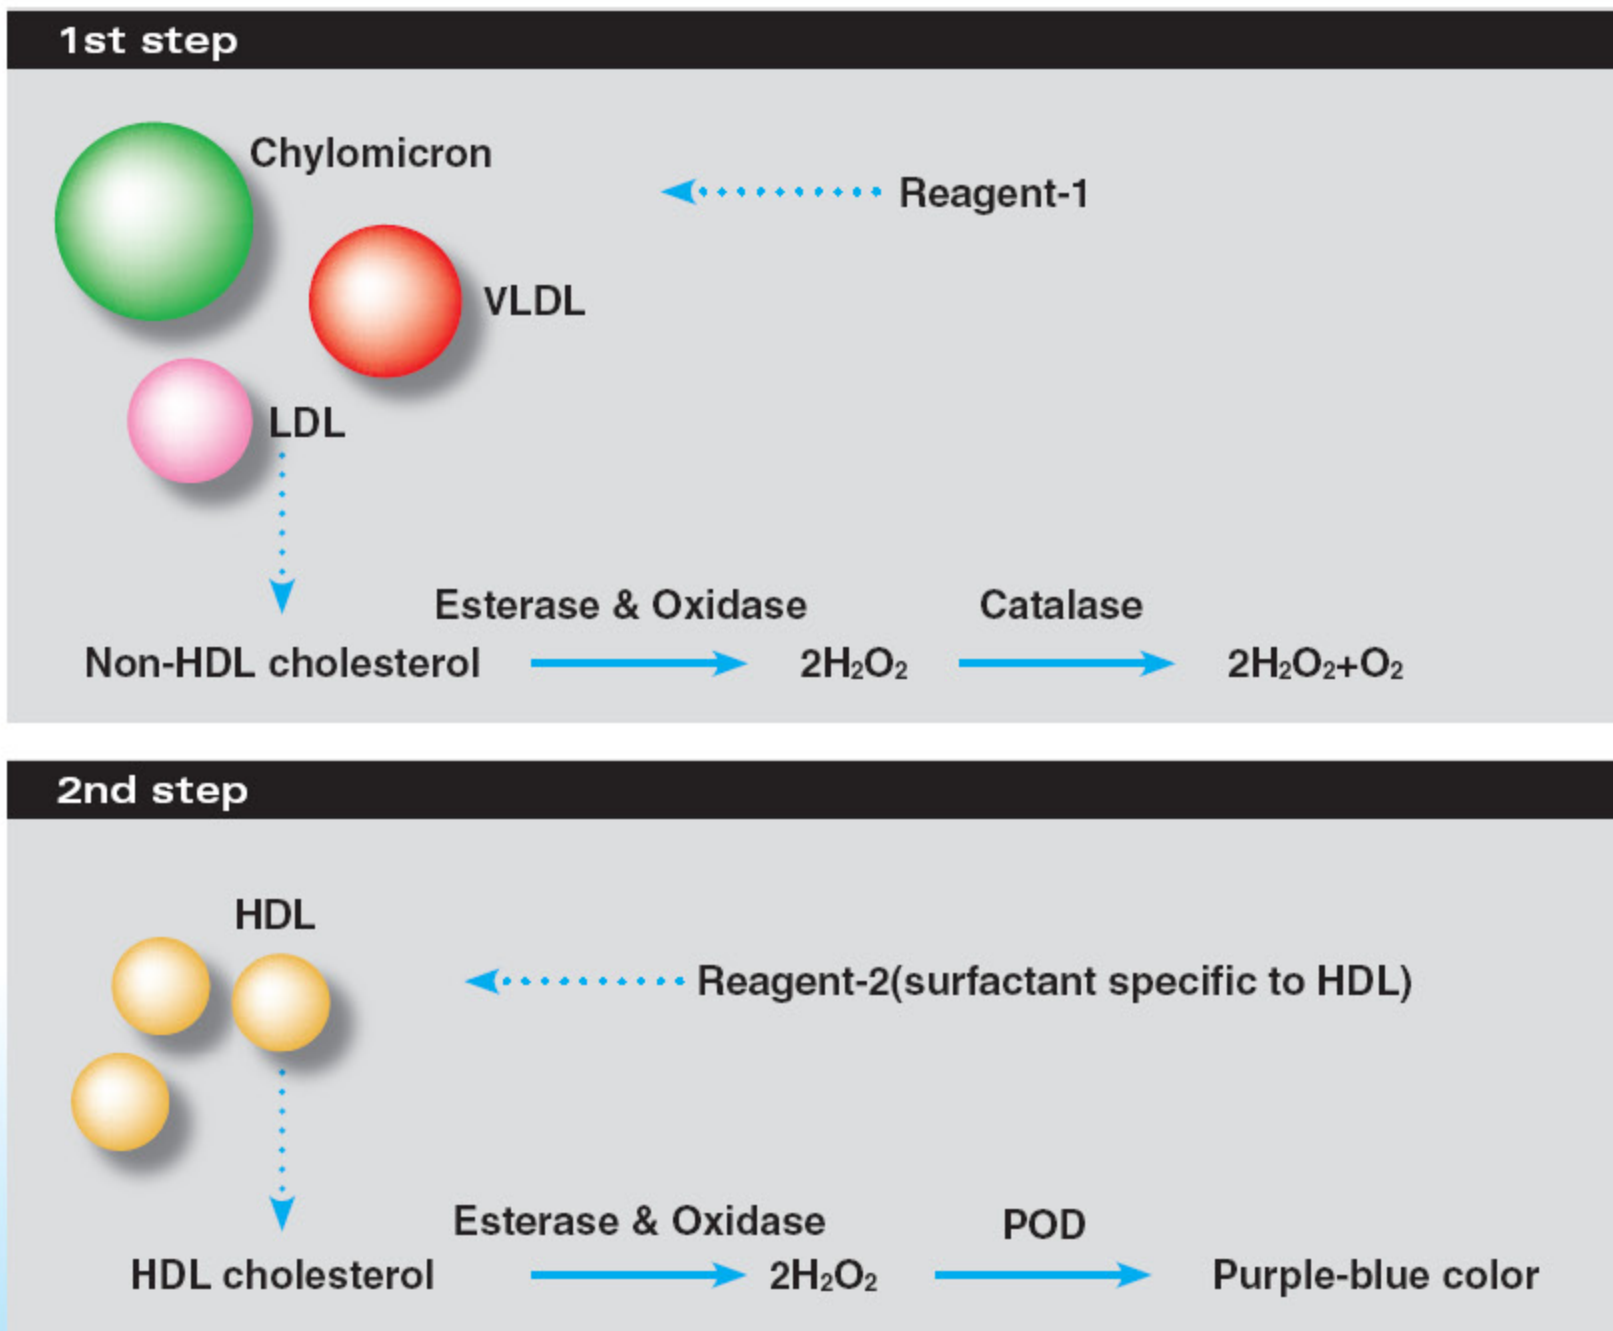 1st step
Chylomicron
Reagent-1
VLDL
LDL
Esterase & Oxidase
Catalase
Non-HDL cholesterol
2H₂O₂
2H₂O₂+O₂
2nd step
HDL
Reagent-2(surfactant specific to HDL)
Esterase & Oxidase
POD
HDL cholesterol
2H₂O₂
Purple-blue color